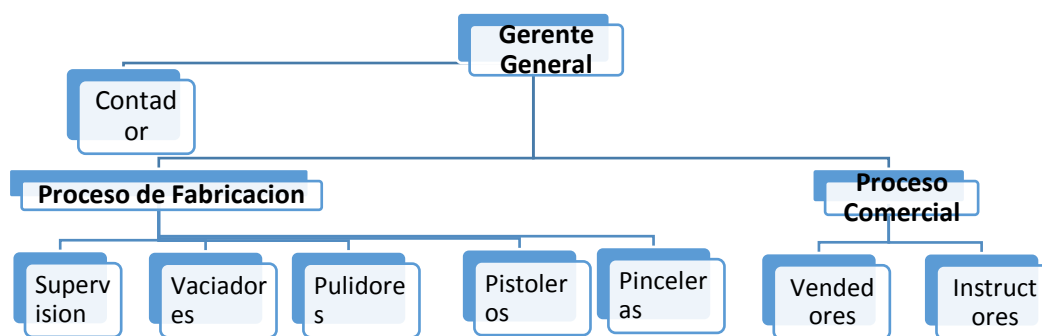 Gerente
General
Contad
or
Proceso de Fabricacion
Proceso
Comercial
Superv
ision
Vaciador
es
Pulidore
s
Pistoler
os
Pinceler
as
Vended
ores
Instruct
ores